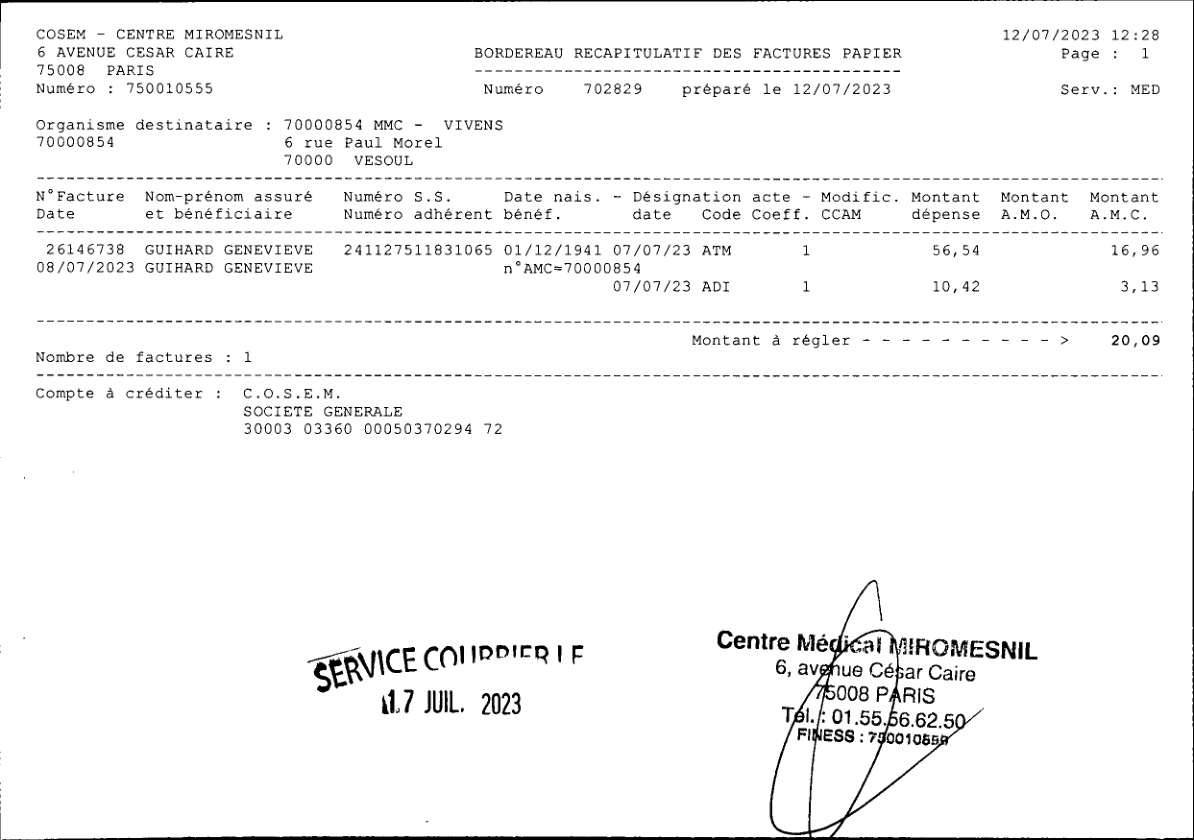 COSEM - CENTRE MIROMESNIL 12/07/2023 12:28
6 AVENUE CESAR CAIRE BORDEREAU RECAPITULATIF DES FACTURES PAPIER Page : 1
75008 PARIS
Numéro : 750010555 Numéro 702829 préparé le 12/07/2023 Serv.: MED
Organisme destinataire : 70000854 MMC - VIVENS
70000854 6 rue Paul Morel
70000 VESOUL
N°Facture Nom-prénom assuré Numéro S.S. Date nais. - Désignation acte - Modific. Montant Montant Montant
Date et bénéficiaire Numéro adhérent bénéf. date Code Coeff. CCAM dépense A.M.O. A.M.C.
26146738 GUIHARD GENEVIEVE 241127511831065 01/12/1941 07/07/23 ATM 1 56,54 16,96
08/07/2023 GUIHARD GENEVIEVE n°AMC=70000854
07/07/23 ADI 1 10,42 3,13
Montant à régler - - - - - - - - - - - > 20,09
Nombre de factures : 1
Compte à créditer : C.O.S.E.M.
SOCIETE GENERALE
30003 03360 00050370294 72
SERVICE COURRIER LE
17 JUIL. 2023
Centre Médical MIROMESNIL
6, avenue César Caire
75008 PARIS
Tél. : 01.55.56.62.50
FINESS :